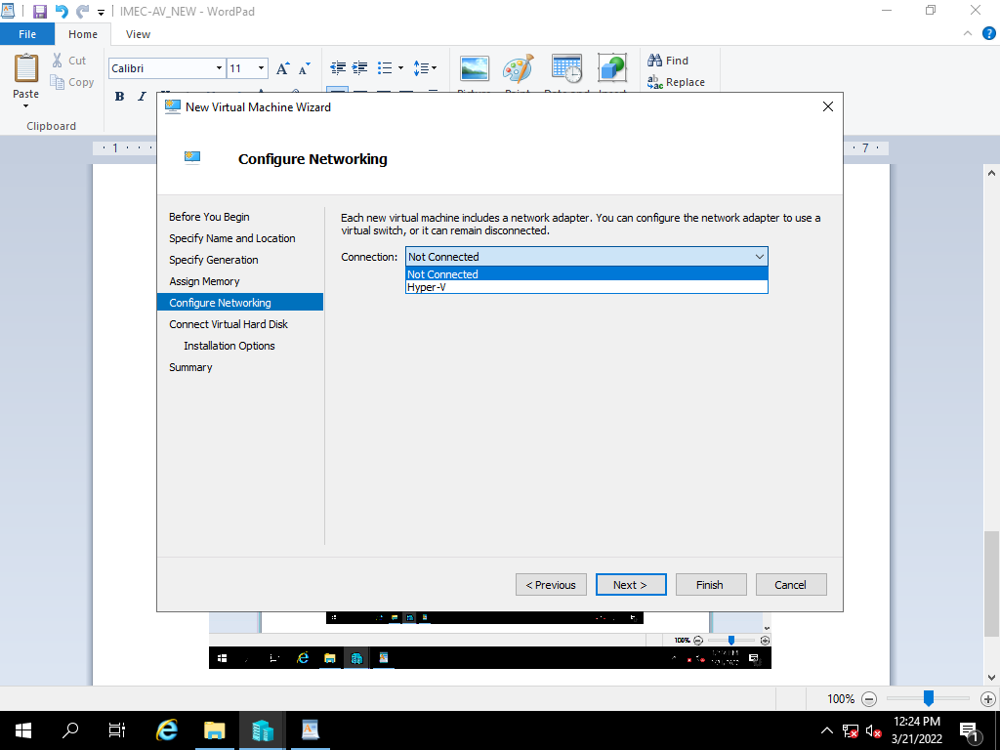 IMEC-AV_NEW - WordPad
File Home View
Cut
Calibri 11
Find
Paste
Copy
Replace
B I
Clipboard
New Virtual Machine Wizard
1 7
Configure Networking
Before You Begin
Specify Name and Location
Specify Generation
Assign Memory
Configure Networking
Connect Virtual Hard Disk
Installation Options
Summary
Each new virtual machine includes a network adapter. You can configure the network adapter to use a
virtual switch, or it can remain disconnected.
Connection: Not Connected
Not Connected
Hyper-V
< Previous Next > Finish Cancel
100%
100%
12:24 PM
3/21/2022
1